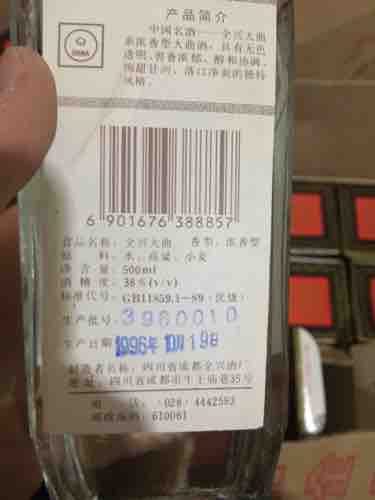 产品简介
中国名酒——全兴大曲
系浓香型大曲酒，具有无色
透明、窖香浓郁、醇和协调、
绵甜甘冽、落口净爽的独特
风格。
6 901676 388857
食品名称：全兴大曲 香型：浓香型
原 料：水、高粱、小麦
净含量：500ml
酒精度：38%(v/v)
标准代号：GB11859.1-89（优级）
生产批号：3960010
生产日期 1996年10月19日
制造者名称：四川省成都全兴酒厂
地址：四川省成都市牛王庙巷35号
电 话：(028) 4442593
邮政编码：610061